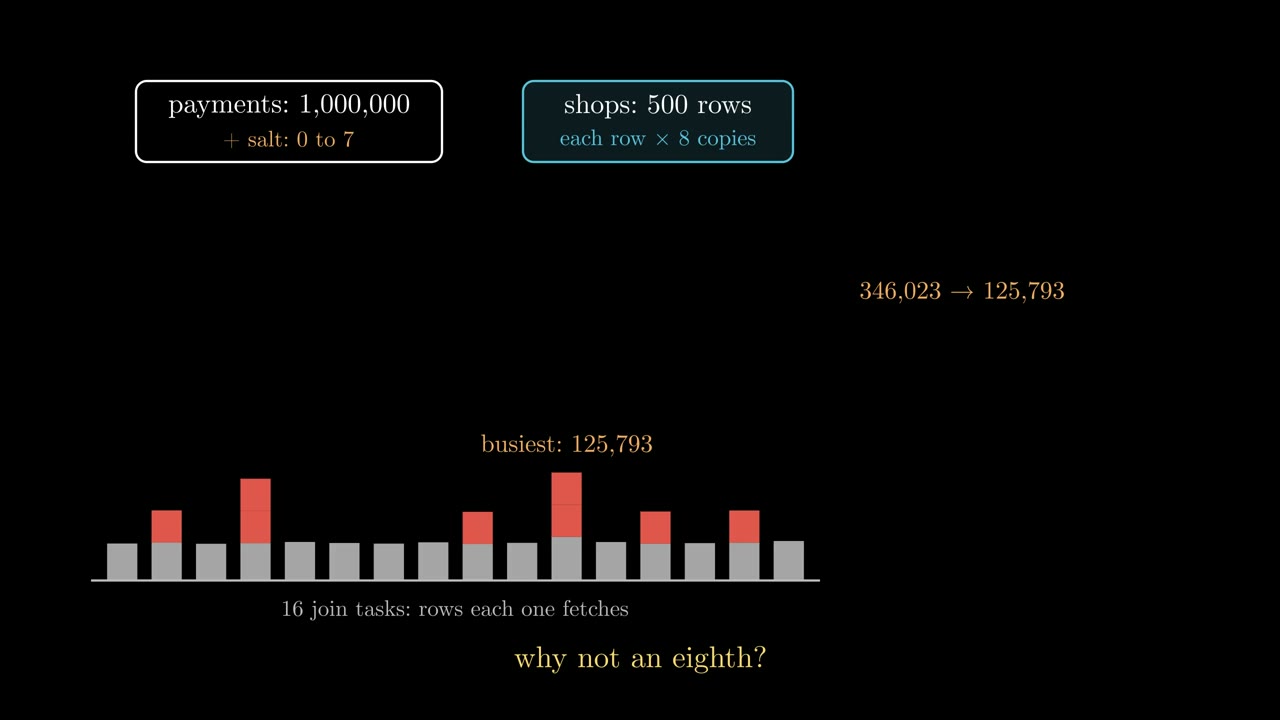 payments: 1,000,000
+ salt: 0 to 7
shops: 500 rows
each row × 8 copies
346,023 → 125,793
busiest: 125,793
16 join tasks: rows each one fetches
why not an eighth?